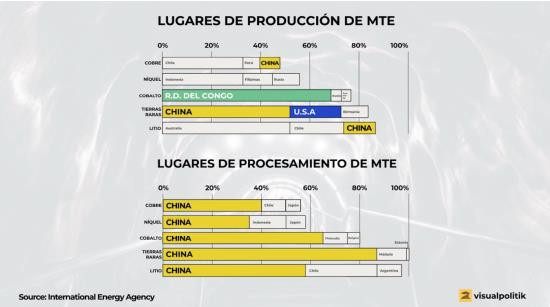 LUGARES DE PRODUCCIÓN DE MTE
0% 20% 40% 60% 80% 100%
COBRE Chile Perú CHINA
NÍQUEL Indonesia Filipinas Rusia
COBALTO R.D. DEL CONGO Rusia
TIERRAS RARAS CHINA U.S.A Birmania
LITIO Australia Chile CHINA
LUGARES DE PROCESAMIENTO DE MTE
0% 20% 40% 60% 80% 100%
COBRE CHINA Chile Japón
NÍQUEL CHINA Indonesia Japón
COBALTO CHINA Finlandia Bélgica
Estonia
TIERRAS RARAS CHINA Malasia
LITIO CHINA Chile Argentina
Source: International Energy Agency
visualpolitik